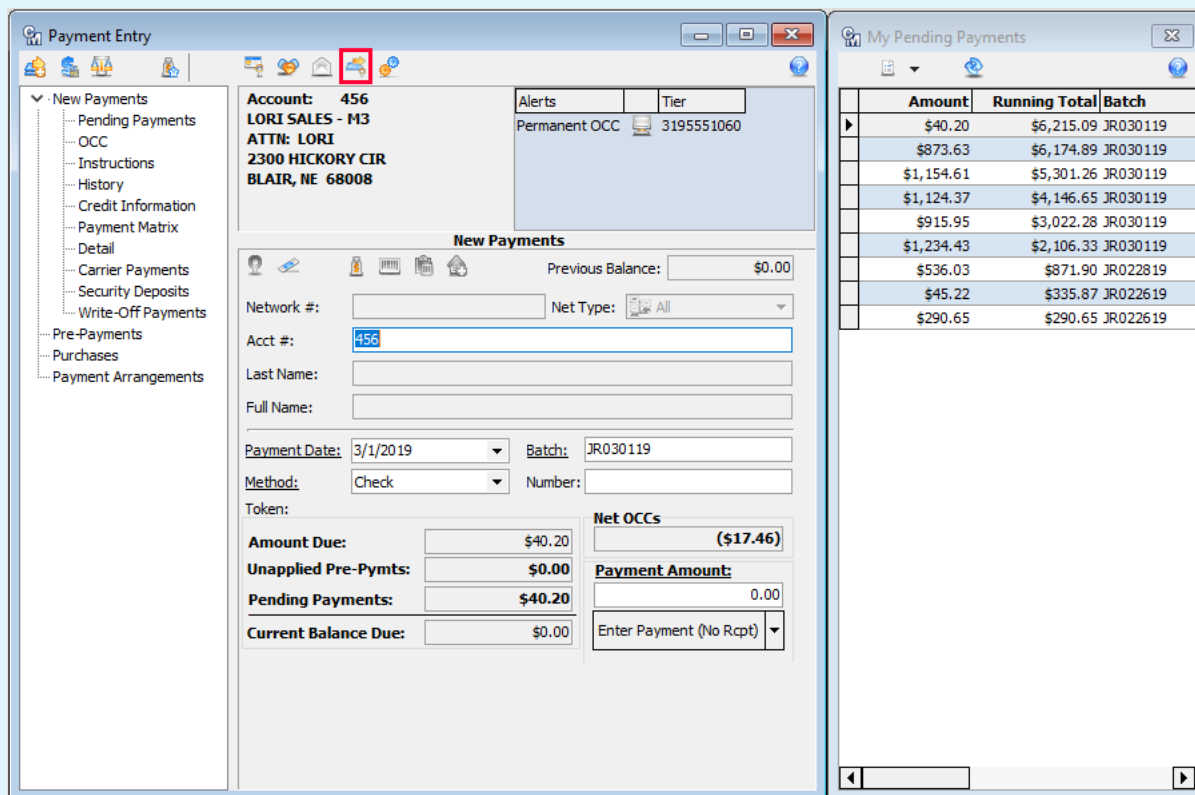 Payment Entry
New Payments
Pending Payments
OCC
Instructions
History
Credit Information
Payment Matrix
Detail
Carrier Payments
Security Deposits
Write-Off Payments
Pre-Payments
Purchases
Payment Arrangements
Account: 456
LORI SALES - M3
ATTN: LORI
2300 HICKORY CIR
BLAIR, NE 68008
Alerts Tier
Permanent OCC 3195551060
New Payments
Previous Balance: $0.00
Network #: Net Type: All
Acct #: 456
Last Name:
Full Name:
Payment Date: 3/1/2019 Batch: JR030119
Method: Check Number:
Token:
Net OCCs
($17.46)
Amount Due: $40.20
Unapplied Pre-Pymts: $0.00
Pending Payments: $40.20
Current Balance Due: $0.00
Payment Amount:
0.00
Enter Payment (No Rcpt)
My Pending Payments
Amount Running Total Batch
$40.20 $6,215.09 JR030119
$873.63 $6,174.89 JR030119
$1,154.61 $5,301.26 JR030119
$1,124.37 $4,146.65 JR030119
$915.95 $3,022.28 JR030119
$1,234.43 $2,106.33 JR030119
$536.03 $871.90 JR022819
$45.22 $335.87 JR022619
$290.65 $290.65 JR022619